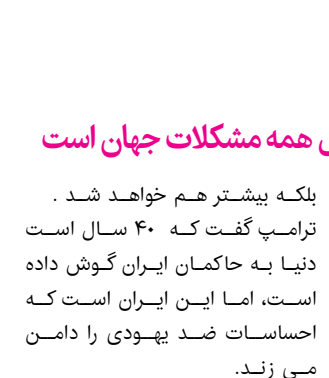 همه مشکلات جهان است
بلکه بیشتر هم خواهد شد .
ترامپ گفت که ۴۰ سال است
دنیا به حاکمان ایران گوش داده
است، اما این ایران است که
احساسات ضد یهودی را دامن
می زند.